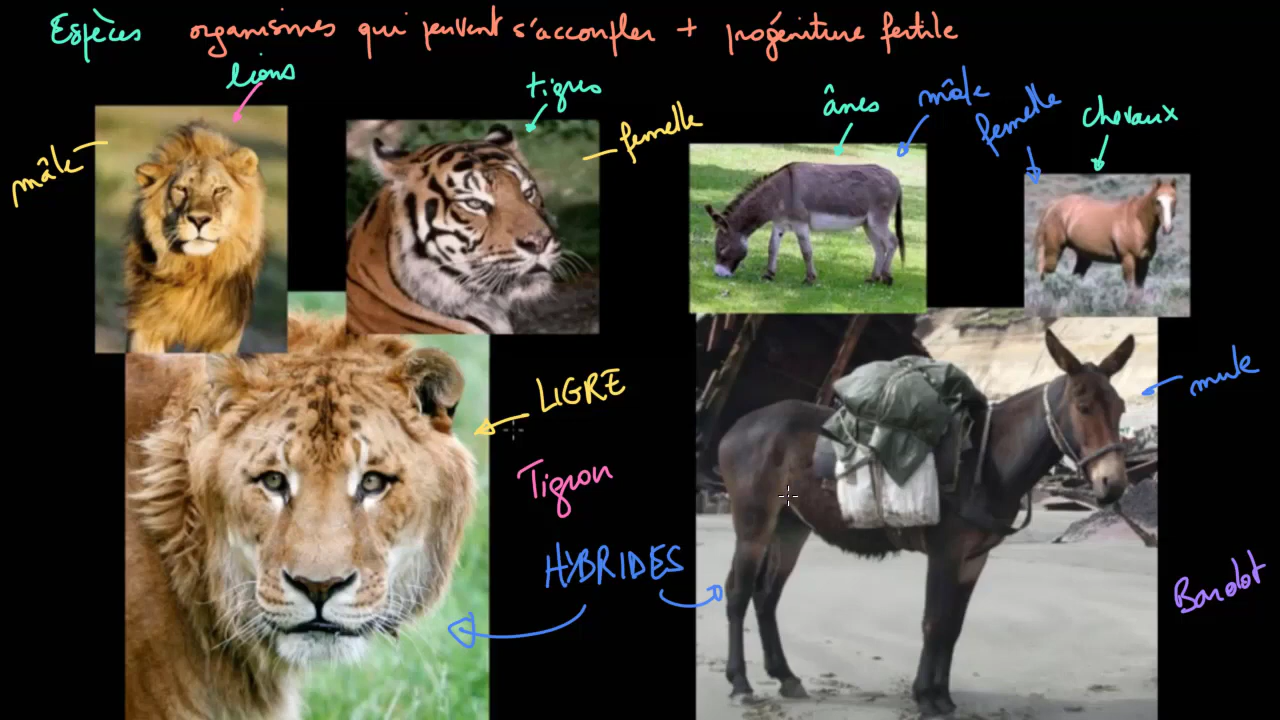 Espèces organismes qui peuvent s'accoupler + progéniture fertile
lions
tigres
ânes
mâle
femelle
chevaux
mâle
femelle
LIGRE
mule
Tigron
HYBRIDES
Bardot